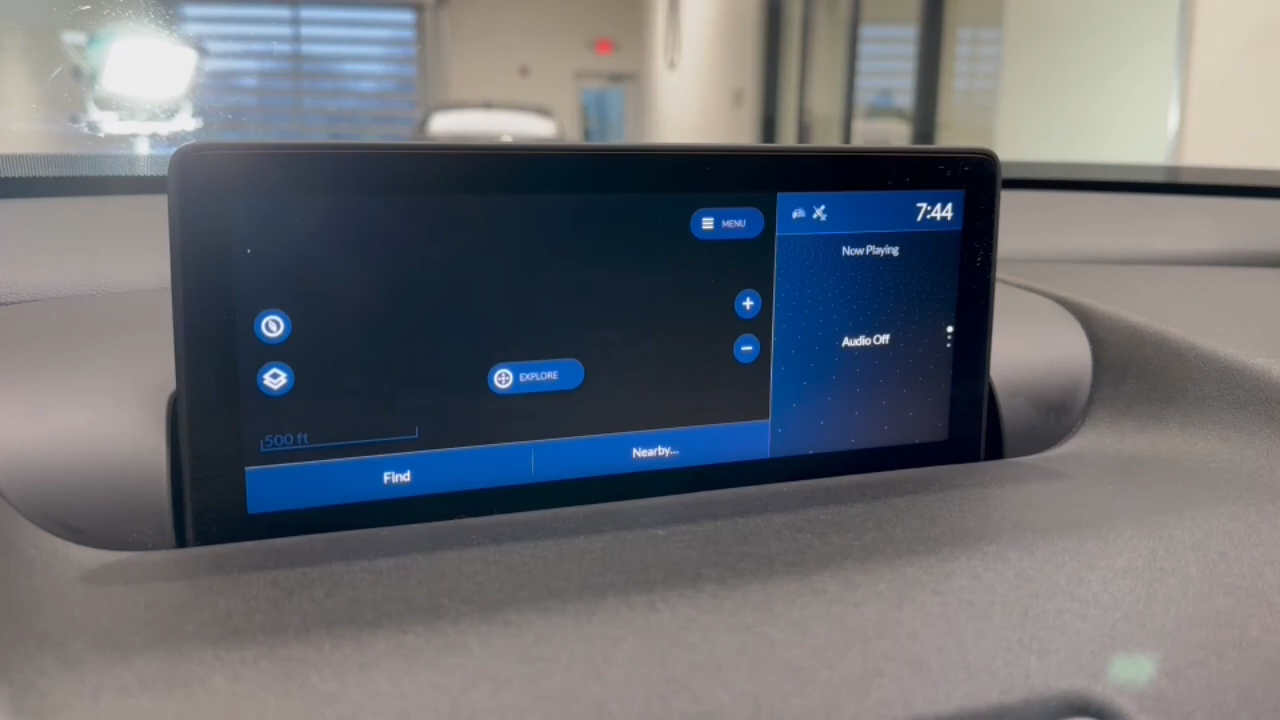 MENU
7:44
Now Playing
Audio Off
EXPLORE
500 ft
Find
Nearby...